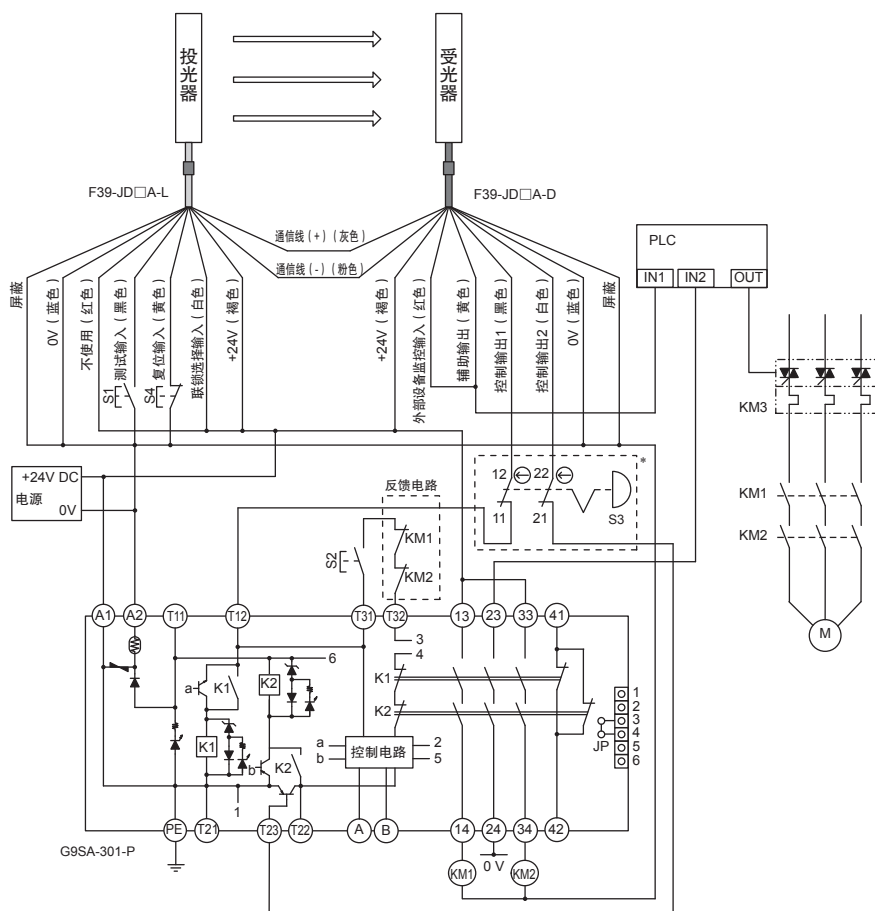 投光器
受光器
F39-JD□A-L
F39-JD□A-D
通信线(+)(灰色)
通信线(-)(粉色)
屏蔽
0V(蓝色)
不使用(红色)
测试输入(黑色)
复位输入(黄色)
联锁选择输入(白色)
+24V(褐色)
+24V(褐色)
外部设备监控输入(红色)
辅助输出(黄色)
控制输出1(黑色)
控制输出2(白色)
0V(蓝色)
屏蔽
S1
S4
PLC
IN1
IN2
OUT
KM3
KM1
KM2
M
+24V DC
电源
0V
反馈电路
KM1
KM2
S2
12
22
*
11
21
S3
A1
A2
T11
T12
T31
T32
13
23
33
41
3
4
6
K1
K2
a
K1
K2
K1
b
K2
a
b
控制电路
2
5
1
JP
1
2
3
4
5
6
PE
T21
T23
T22
A
B
14
24
34
42
G9SA-301-P
KM1
0 V
KM2